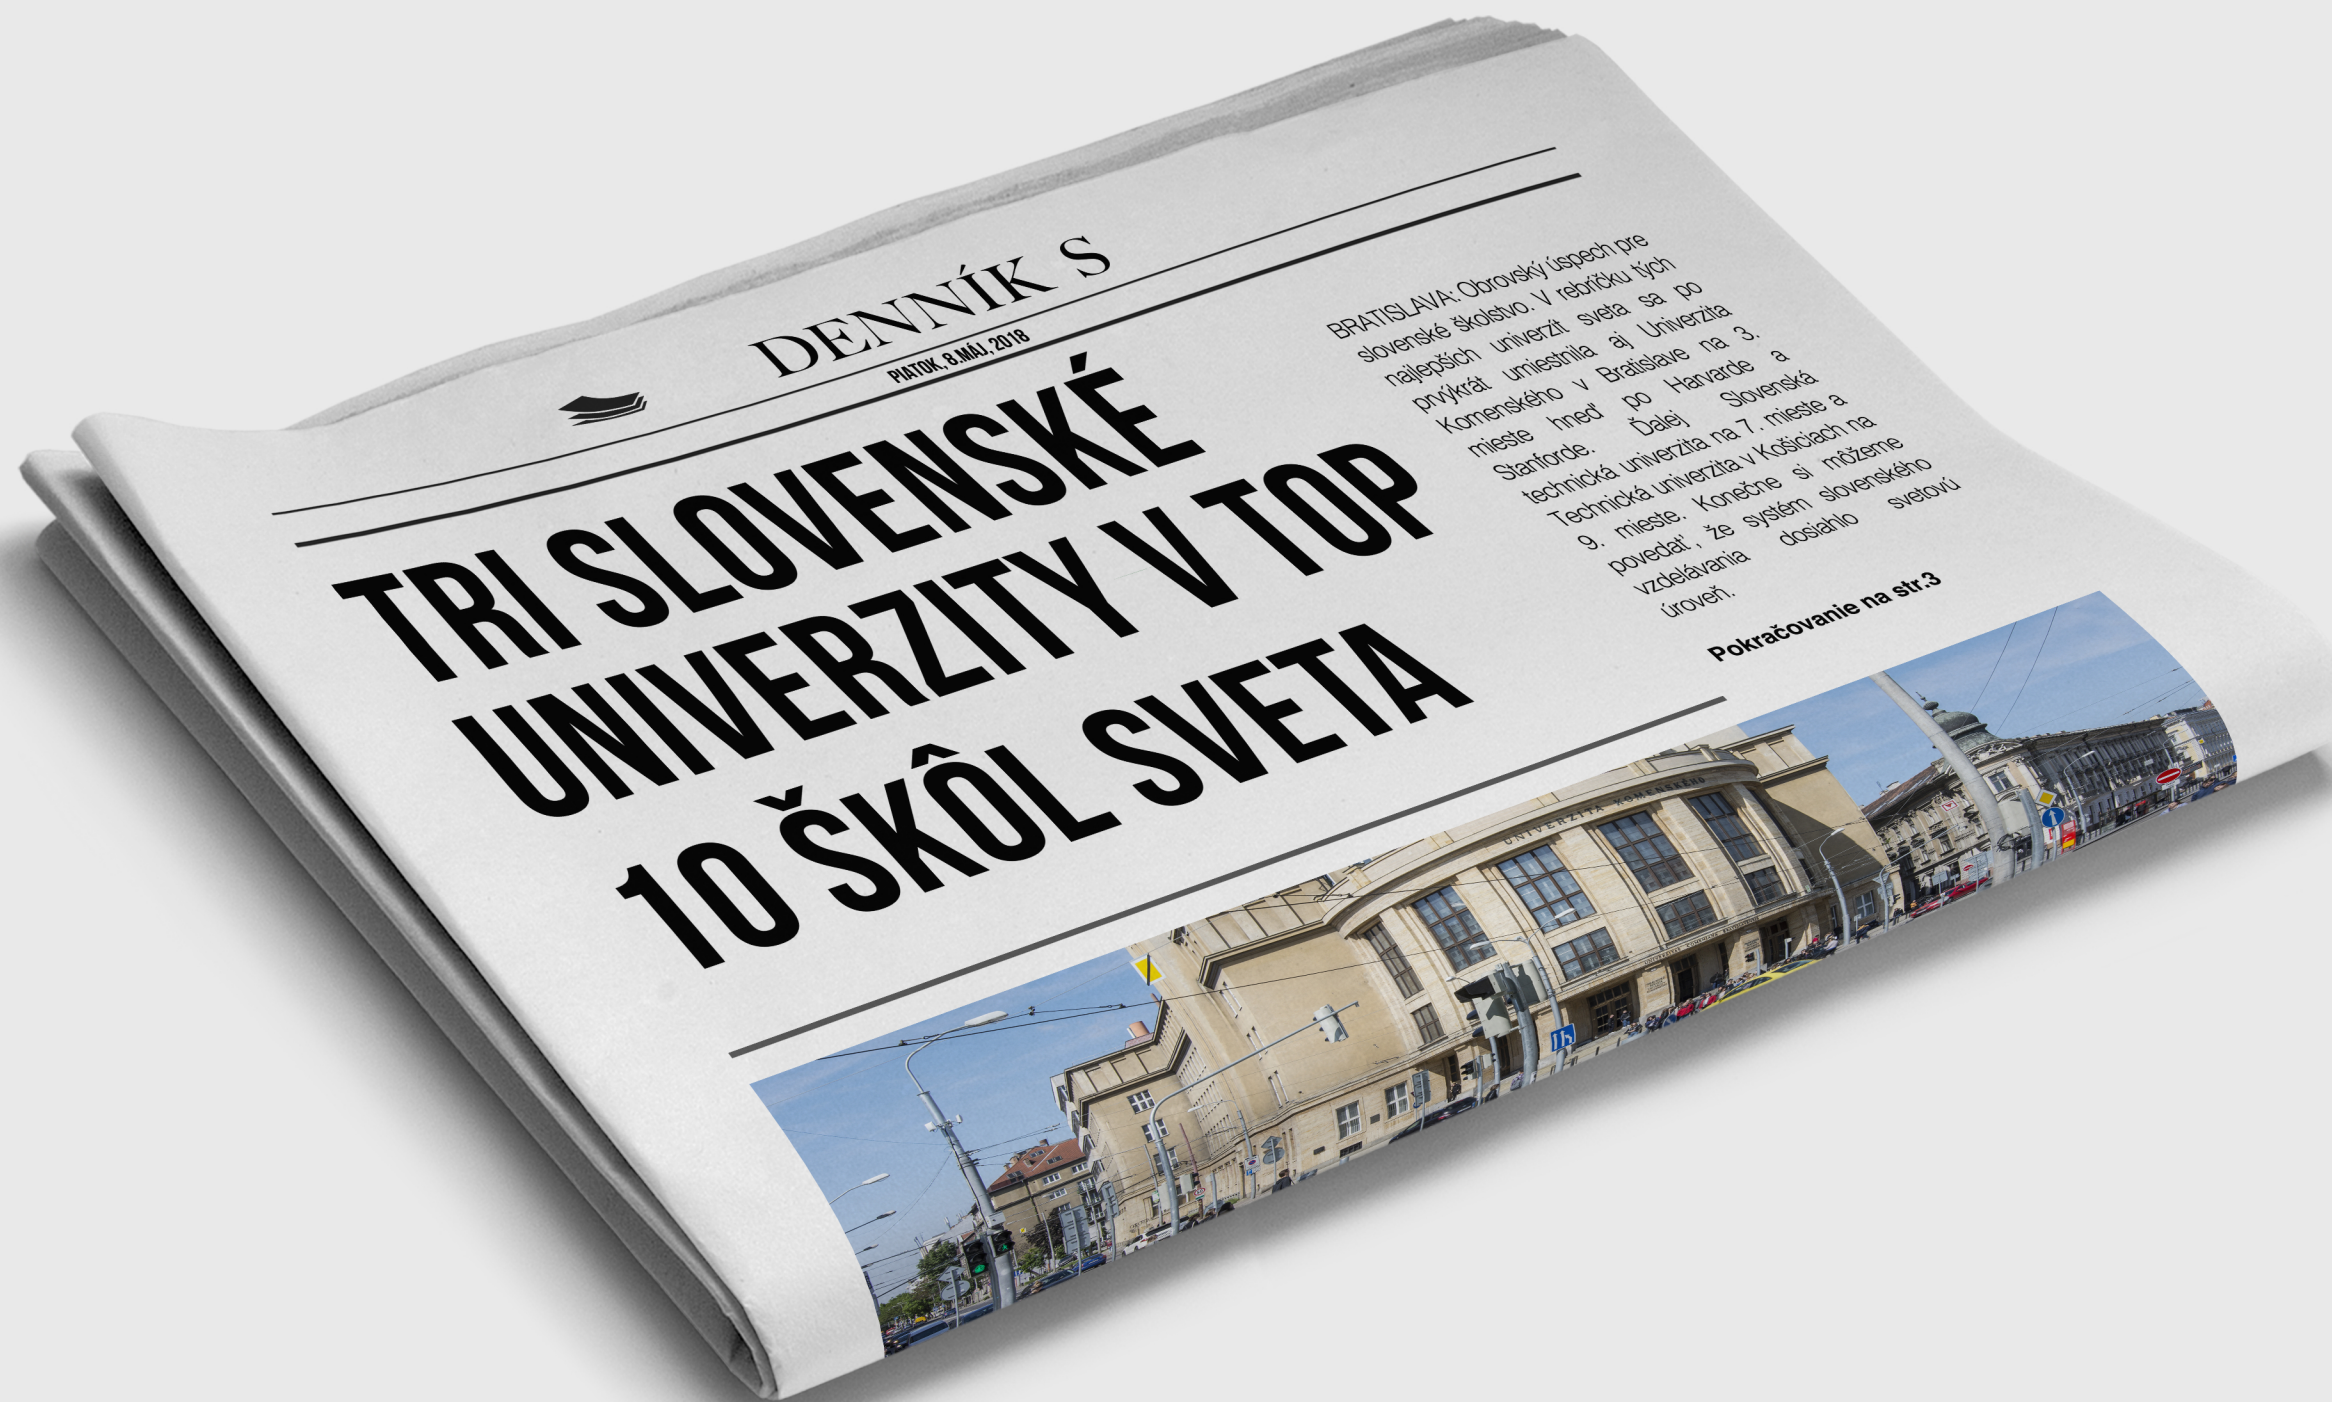 DENNÍK S
PIATOK, 8.MÁJ, 2018
TRI SLOVENSKÉ
UNIVERZITY V TOP
10 ŠKÔL SVETA
BRATISLAVA: Obrovský úspech pre
slovenské školstvo. V rebríčku tých
najlepších univerzít sveta sa po
prvýkrát umiestnila aj Univerzita
Komenského v Bratislave na 3.
mieste hneď po Harvarde a
Stanforde. Ďalej Slovenská
technická univerzita na 7. mieste a
Technická univerzita v Košiciach na
9. mieste. Konečne si môžeme
povedať, že systém slovenského
vzdelávania dosiahlo svetovú
úroveň.
Pokračovanie na str.3
UNIVERZITA KOMENSKÉHO